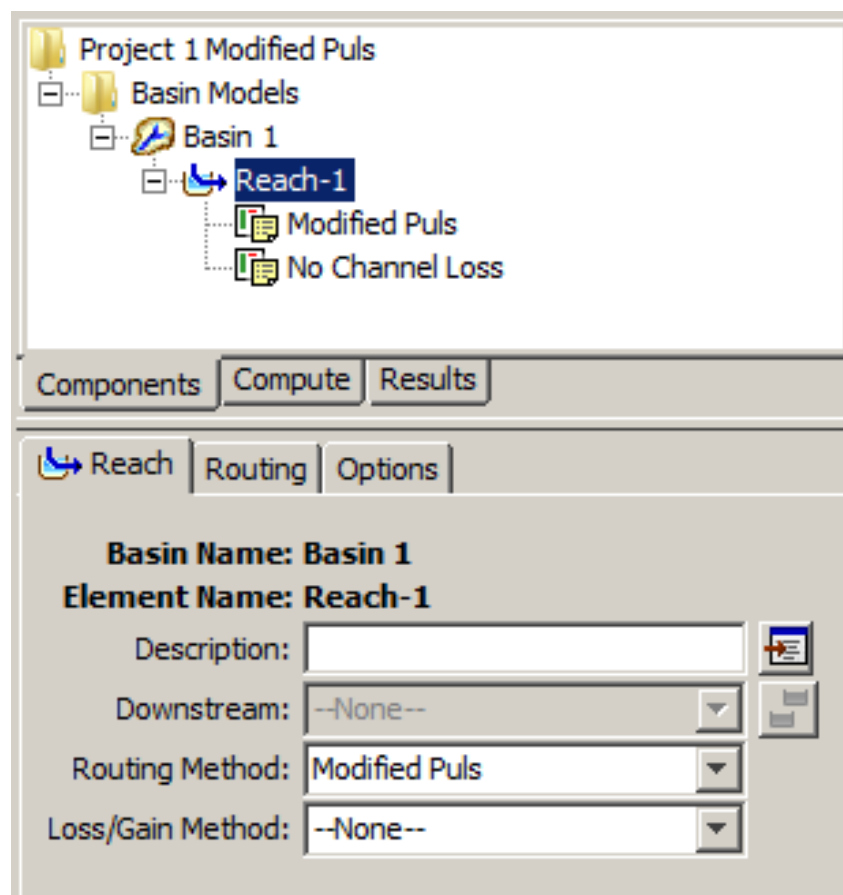 Project 1 Modified Puls
Basin Models
Basin 1
Reach-1
Modified Puls
No Channel Loss
Components Compute Results
Reach Routing Options
Basin Name: Basin 1
Element Name: Reach-1
Description:
Downstream: --None--
Routing Method: Modified Puls
Loss/Gain Method: --None--